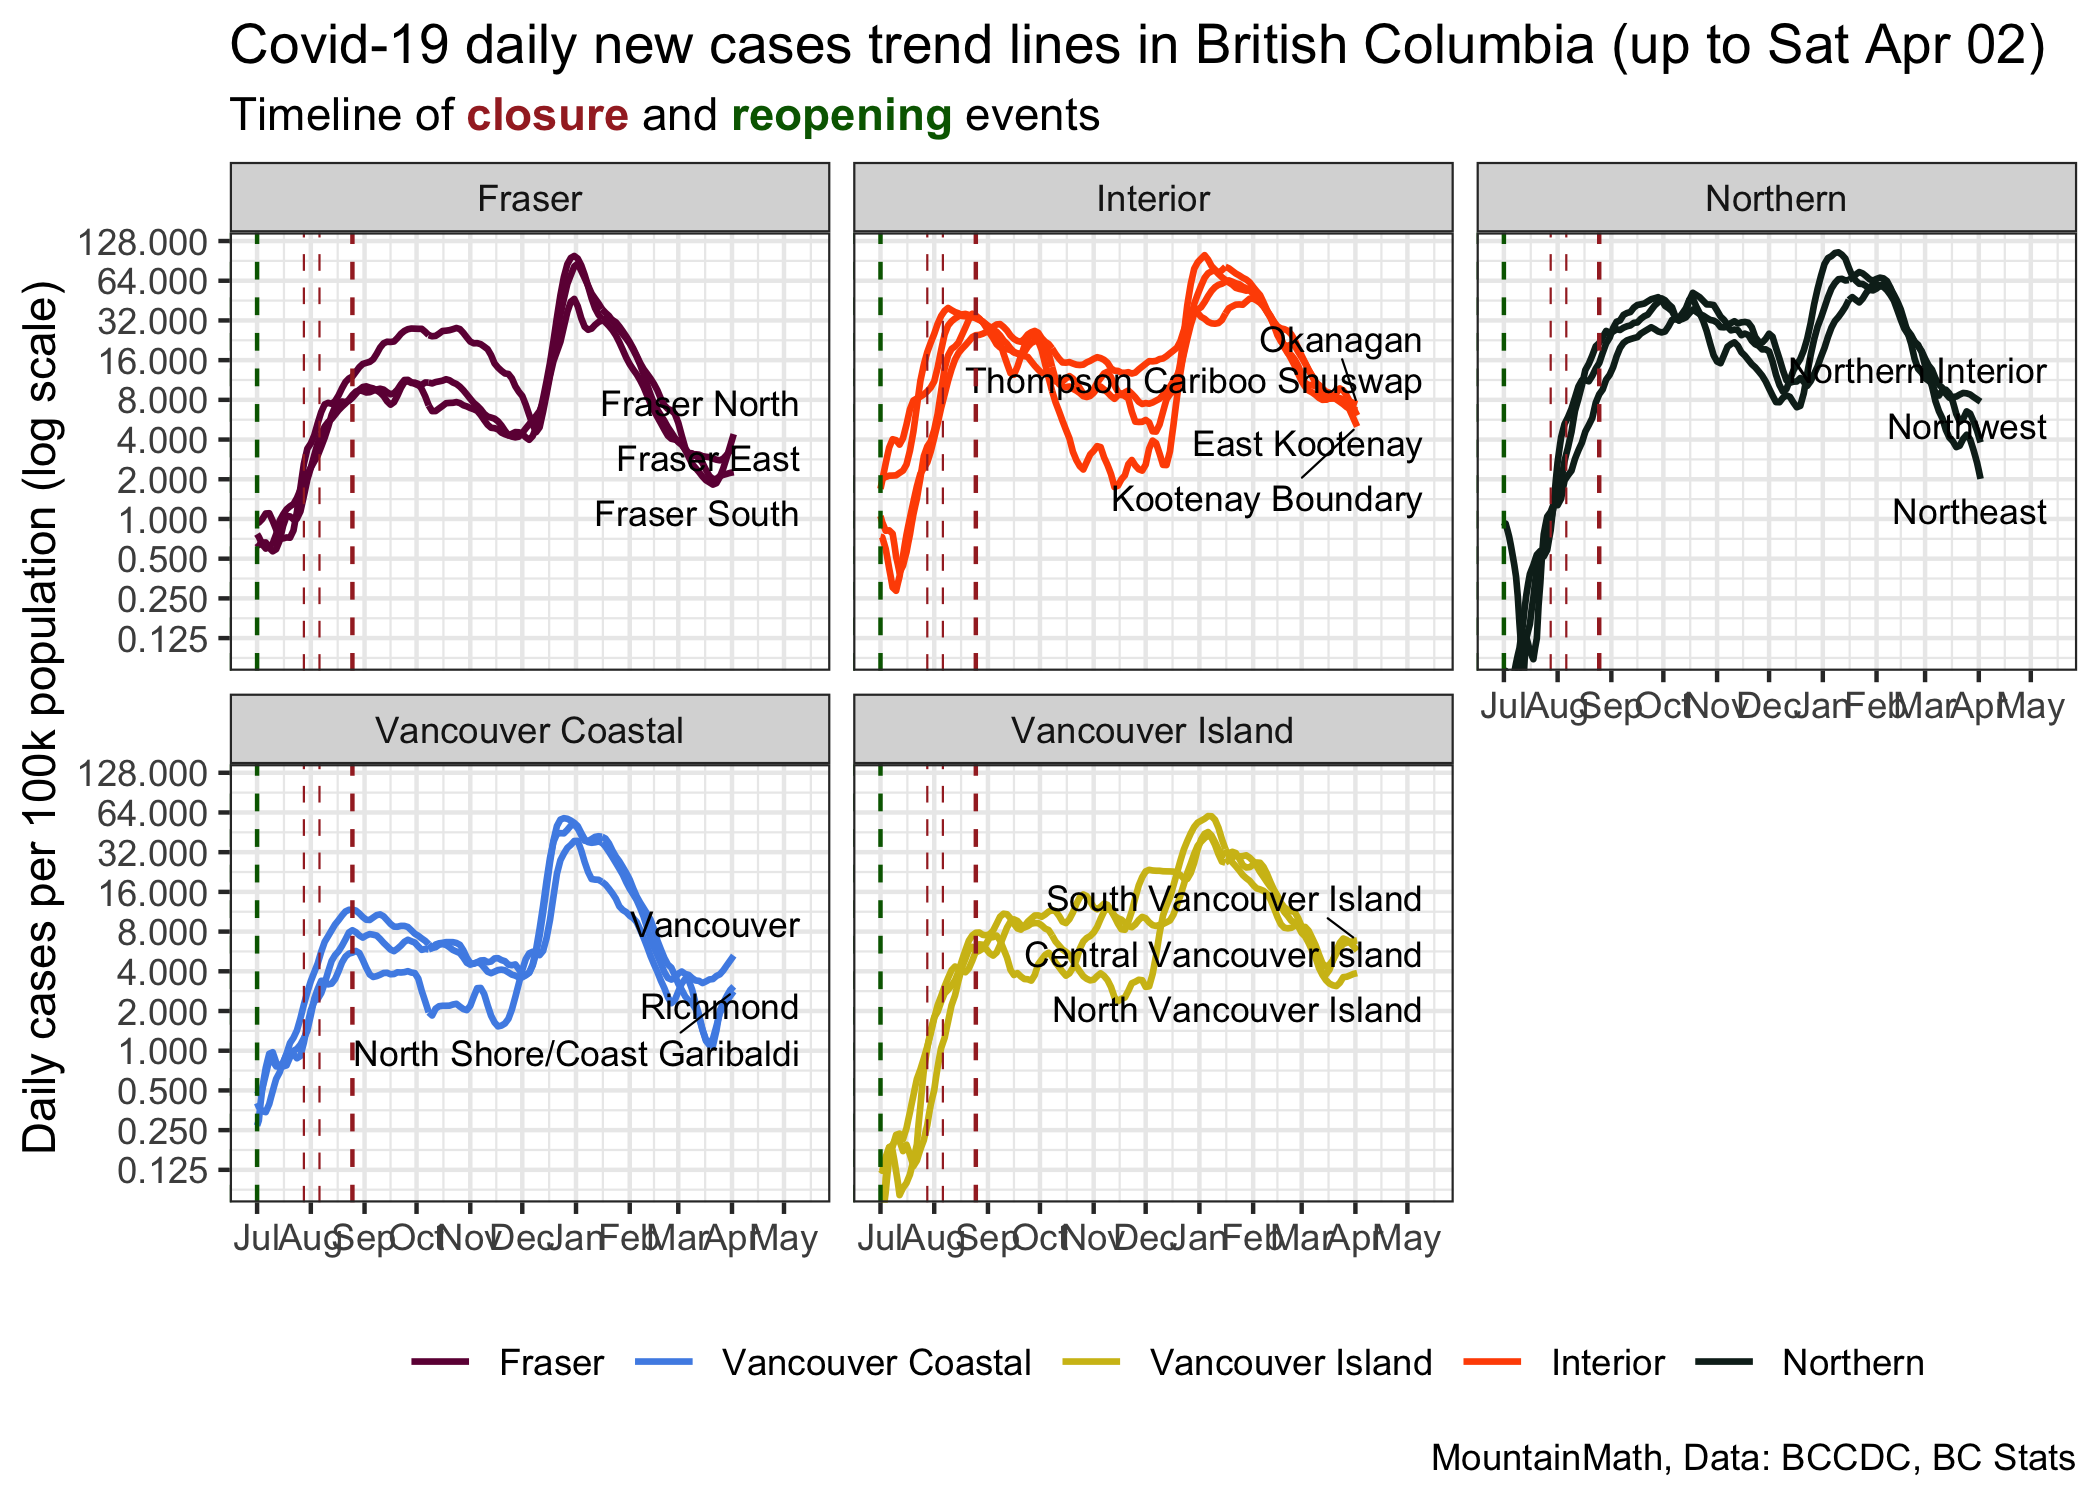 Covid-19 daily new cases trend lines in British Columbia (up to Sat Apr 02)
Timeline of closure and reopening events
Daily cases per 100k population (log scale)
Fraser
128.000
64.000
32.000
16.000
8.000
4.000
2.000
1.000
0.500
0.250
0.125
Fraser North
Fraser East
Fraser South
Interior
Okanagan
Thompson Cariboo Shuswap
East Kootenay
Kootenay Boundary
Northern
Northern Interior
Northwest
Northeast
Jul Aug Sep Oct Nov Dec Jan Feb Mar Apr May
Vancouver Coastal
128.000
64.000
32.000
16.000
8.000
4.000
2.000
1.000
0.500
0.250
0.125
Vancouver
Richmond
North Shore/Coast Garibaldi
Jul Aug Sep Oct Nov Dec Jan Feb Mar Apr May
Vancouver Island
South Vancouver Island
Central Vancouver Island
North Vancouver Island
Jul Aug Sep Oct Nov Dec Jan Feb Mar Apr May
Fraser Vancouver Coastal Vancouver Island Interior Northern
MountainMath, Data: BCCDC, BC Stats